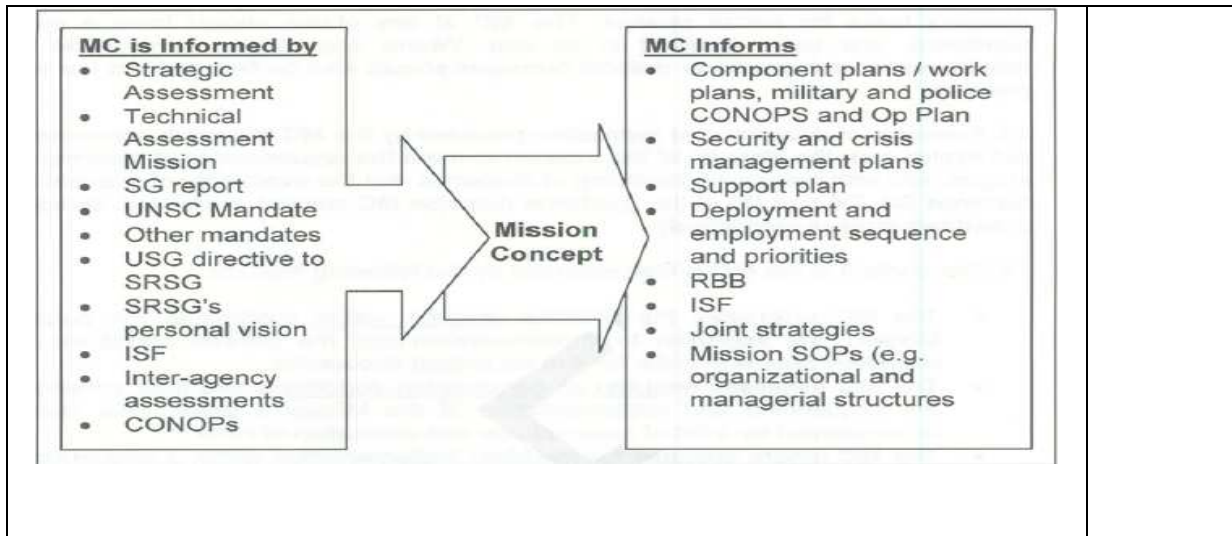 MC is Informed by
• Strategic
Assessment
• Technical
Assessment
Mission
• SG report
• UNSC Mandate
• Other mandates
• USG directive to
SRSG
• SRSG's
personal vision
• ISF
• Inter-agency
assessments
• CONOPs
Mission
Concept
MC Informs
• Component plans / work
plans, military and police
CONOPS and Op Plan
• Security and crisis
management plans
• Support plan
• Deployment and
employment sequence
and priorities
• RBB
• ISF
• Joint strategies
• Mission SOPs (e.g.
organizational and
managerial structures